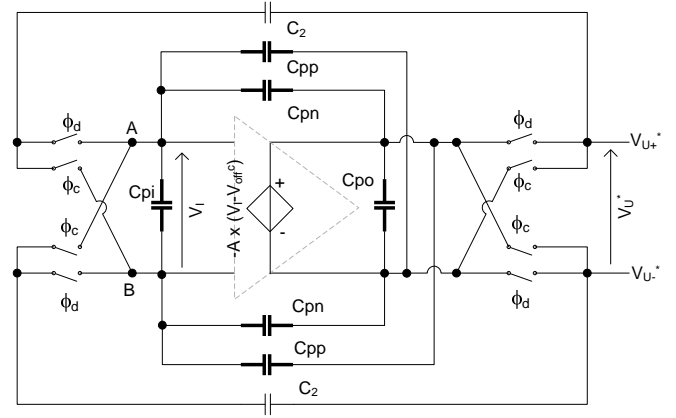 C2
Cpp
Cpn
ϕd
A
ϕc
Cpi
VI
-A x (VI-Voffc)
+
-
Cpo
ϕc
ϕd
B
ϕd
ϕc
ϕc
ϕd
VU+*
VU*
VU-*
Cpn
Cpp
C2